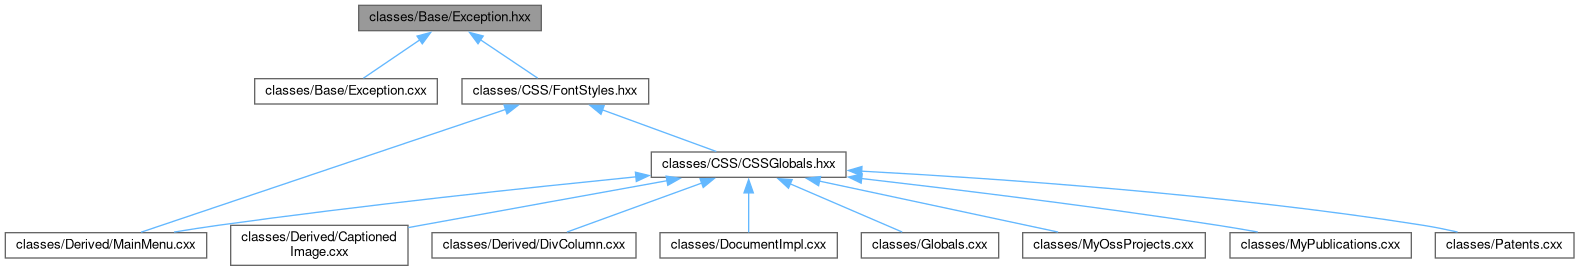 classes/Base/Exception.hxx
classes/Base/Exception.cxx
classes/CSS/FontStyles.hxx
classes/CSS/CSSGlobals.hxx
classes/Derived/MainMenu.cxx
classes/Derived/Captioned
Image.cxx
classes/Derived/DivColumn.cxx
classes/DocumentImpl.cxx
classes/Globals.cxx
classes/MyOssProjects.cxx
classes/MyPublications.cxx
classes/Patents.cxx